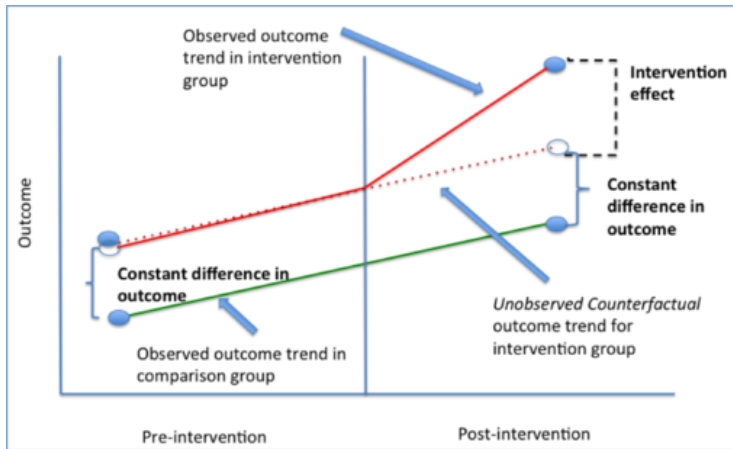 Observed outcome
trend in intervention
group
Intervention
effect
Outcome
Constant difference in
outcome
Constant
difference in
outcome
Observed outcome trend in
comparison group
Unobserved Counterfactual
outcome trend for
intervention group
Pre-intervention
Post-intervention